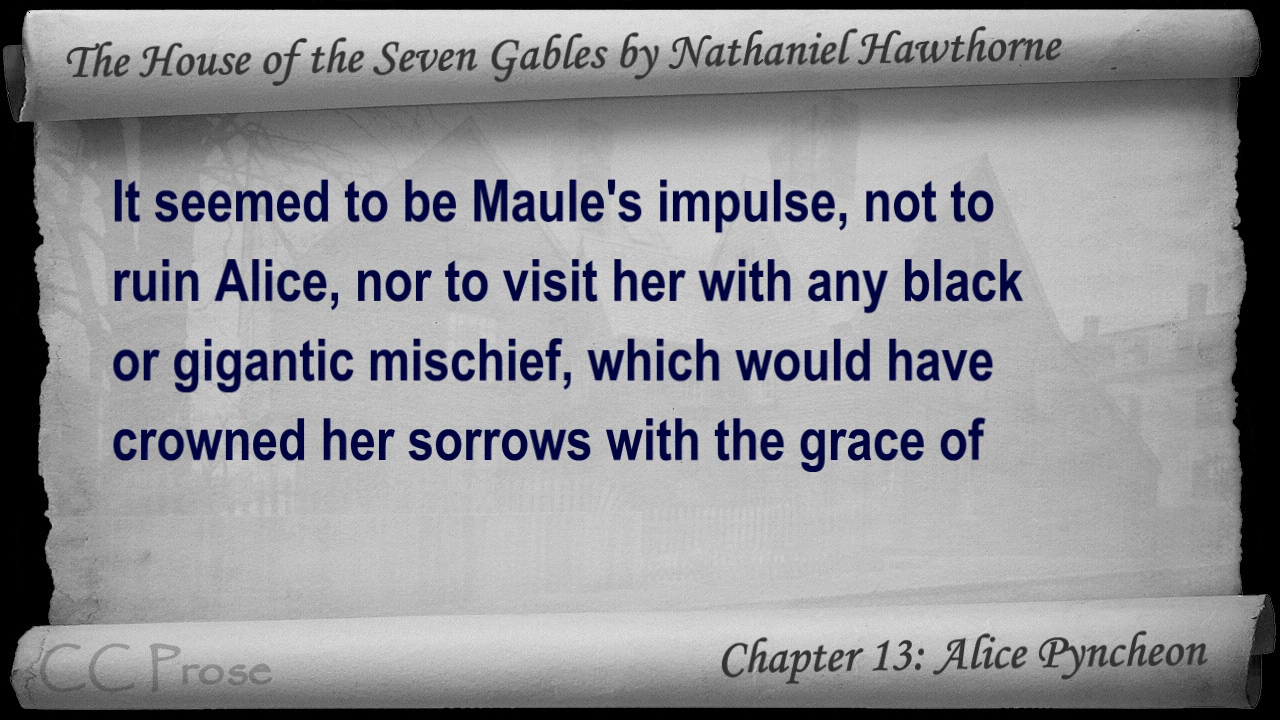 The House of the Seven Gables by Nathaniel Hawthorne
It seemed to be Maule's impulse, not to
ruin Alice, nor to visit her with any black
or gigantic mischief, which would have
crowned her sorrows with the grace of
CC Prose
Chapter 13: Alice Pyncheon